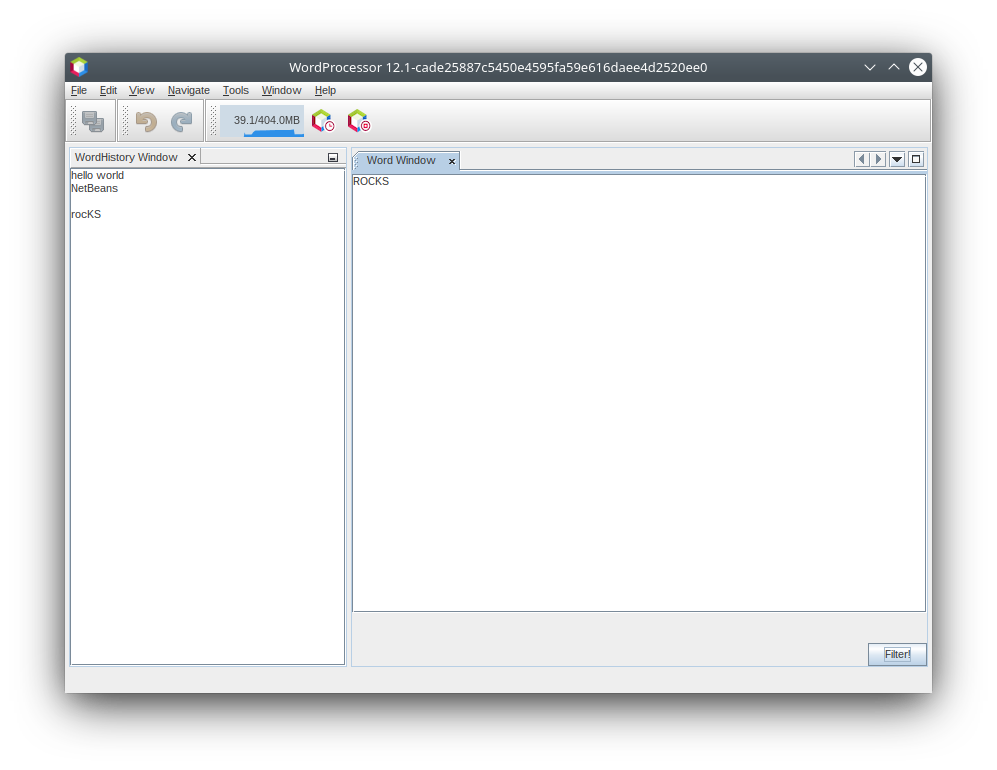 WordProcessor 12.1-cade25887c5450e4595fa59e616daee4d2520ee0
File Edit View Navigate Tools Window Help
39.1/404.0MB
WordHistory Window
Word Window
hello world
NetBeans
rocKS
ROCKS
Filter!